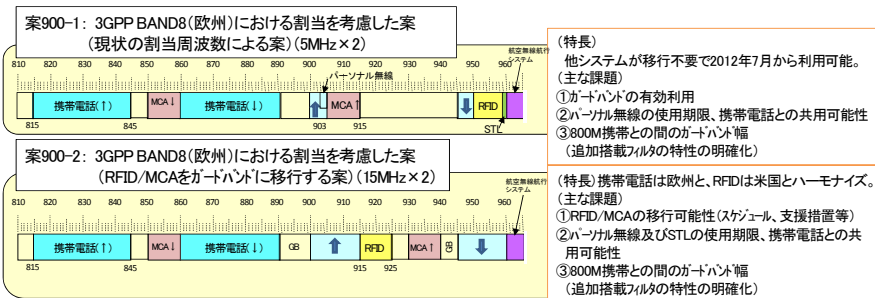 案900-1: 3GPP BAND8(欧州)における割当を考慮した案
(現状の割当周波数による案)(5MHz×2)
航空無線航行
システム
810 820 830 840 850 860 870 880 890 900 910 920 930 940 950 960
パーソナル無線
携帯電話(↑) MCA↓ 携帯電話(↓) MCA↑ RFID
815 845 903 915 STL
(特長)
他システムが移行不要で2012年7月から利用可能。
(主な課題)
①ガードバンドの有効利用
②パーソナル無線の使用期限、携帯電話との共用可能性
③800M携帯との間のガードバンド幅
(追加搭載フィルタの特性の明確化)
案900-2: 3GPP BAND8(欧州)における割当を考慮した案
(RFID/MCAをガードバンドに移行する案)(15MHz×2)
航空無線航行
システム
810 820 830 840 850 860 870 880 890 900 910 920 930 940 950 960
携帯電話(↑) MCA↓ 携帯電話(↓) GB RFID MCA↑ GB
815 845 915 925
(特長)携帯電話は欧州と、RFIDは米国とハーモナイズ。
(主な課題)
①RFID/MCAの移行可能性(スケジュール、支援措置等)
②パーソナル無線及びSTLの使用期限、携帯電話との共
用可能性
③800M携帯との間のガードバンド幅
(追加搭載フィルタの特性の明確化)